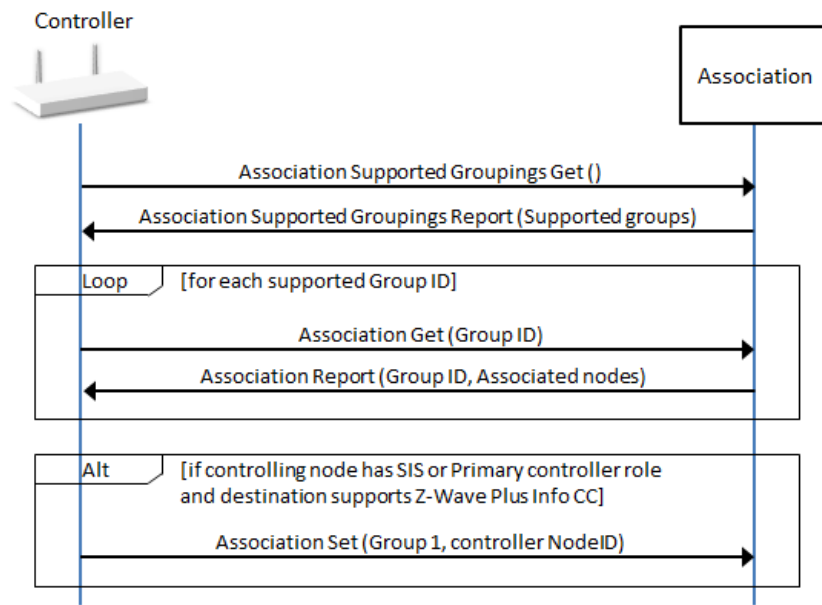 Controller
Association
Association Supported Groupings Get ()
Association Supported Groupings Report (Supported groups)
Loop
[for each supported Group ID]
Association Get (Group ID)
Association Report (Group ID, Associated nodes)
Alt
[if controlling node has SIS or Primary controller role
and destination supports Z-Wave Plus Info CC]
Association Set (Group 1, controller NodeID)